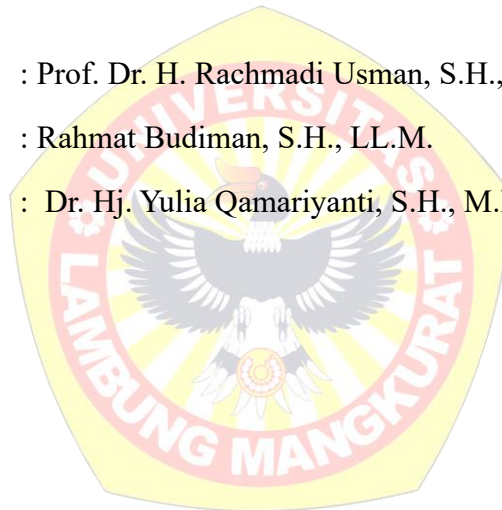 : Prof. Dr. H. Rachmadi Usman, S.H.,
: Rahmat Budiman, S.H., LL.M.
: Dr. Hj. Yulia Qamariyanti, S.H., M.
UNIVERSITAS
LAMBUNG MANGKURAT